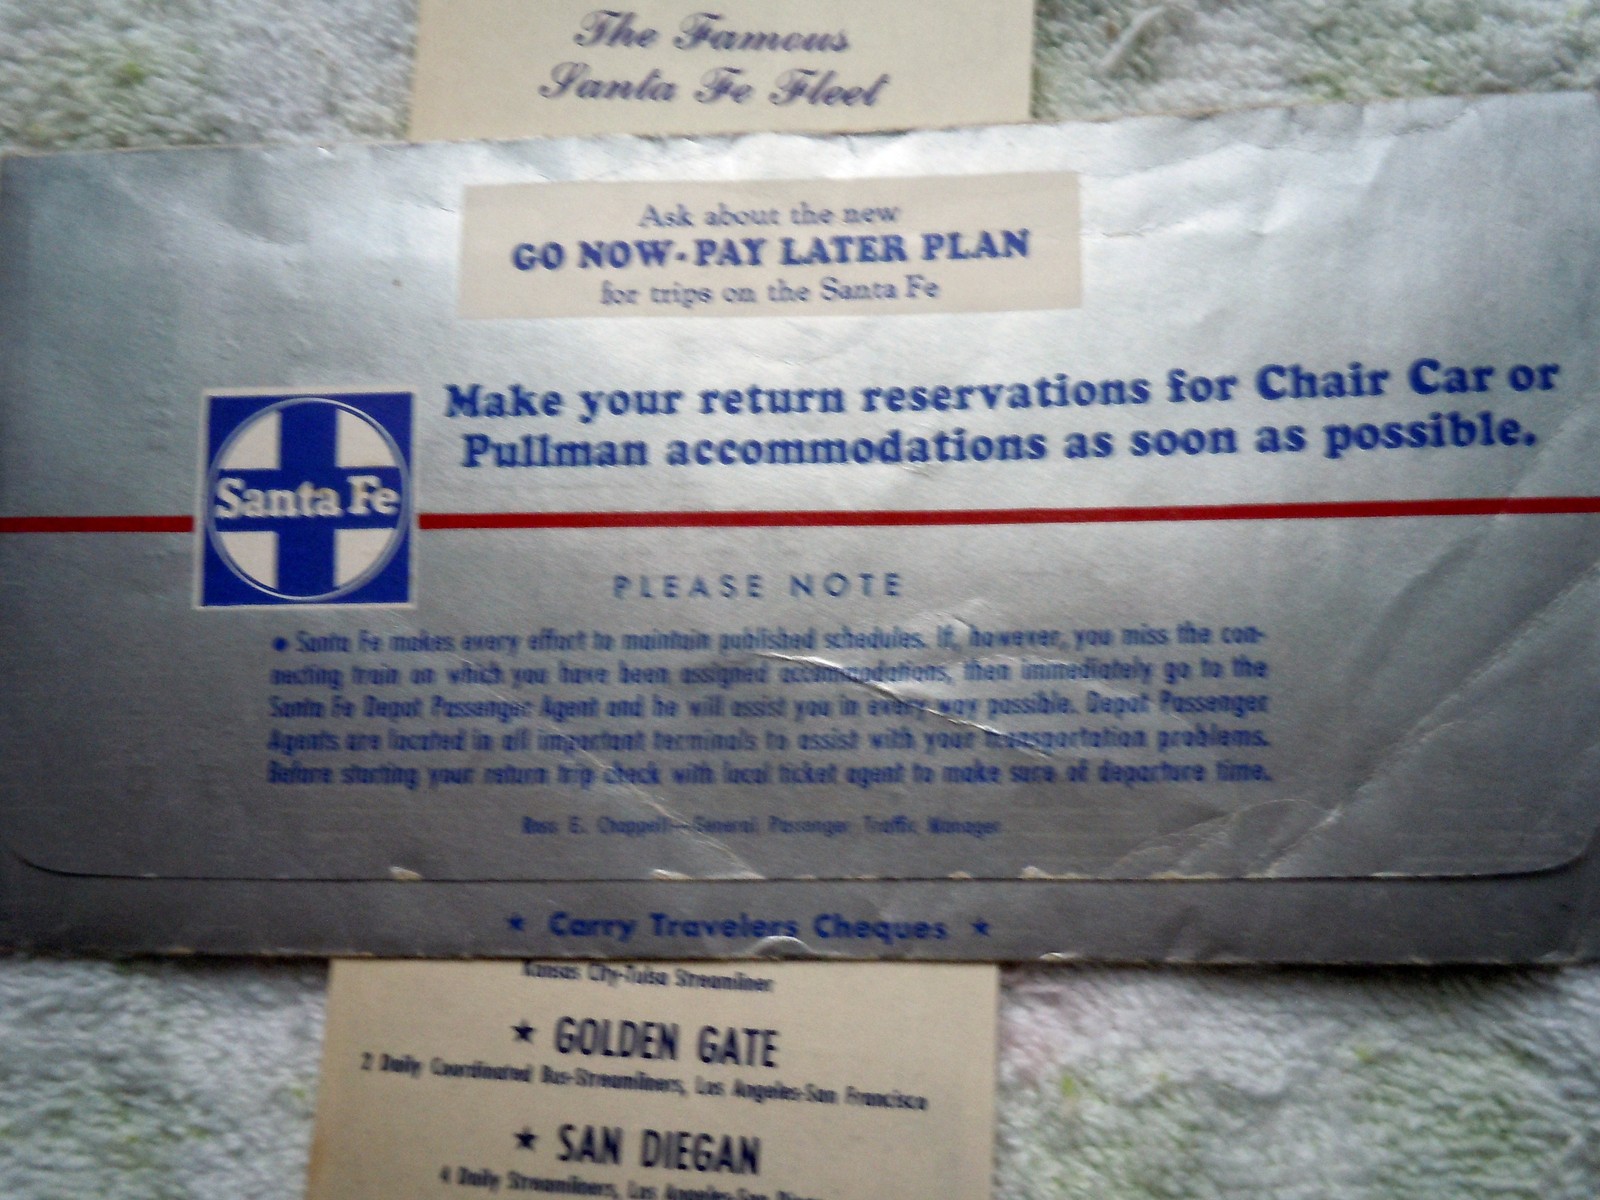 The Famous
Santa Fe Fleet
Ask about the new
GO NOW-PAY LATER PLAN
for trips on the Santa Fe
Make your return reservations for Chair Car or
Pullman accommodations as soon as possible.
Santa Fe
PLEASE NOTE
• Santa Fe makes every effort to maintain published schedules. If, however, you miss the con-
necting train on which you have been assigned accommodations, then immediately go to the
Santa Fe Depot Passenger Agent and he will assist you in every way possible. Depot Passenger
Agents are located in all important terminals to assist with your transportation problems.
Before starting your return trip check with local ticket agent to make sure of departure time.
Ross E. Chappell—General Passenger Traffic Manager
★ Carry Travelers Cheques ★
Kansas City-Tulsa Streamliner
★ GOLDEN GATE
2 Daily Coordinated Bus-Streamliners, Los Angeles-San Francisco
★ SAN DIEGAN
4 Daily Streamliners, Los Angeles-San